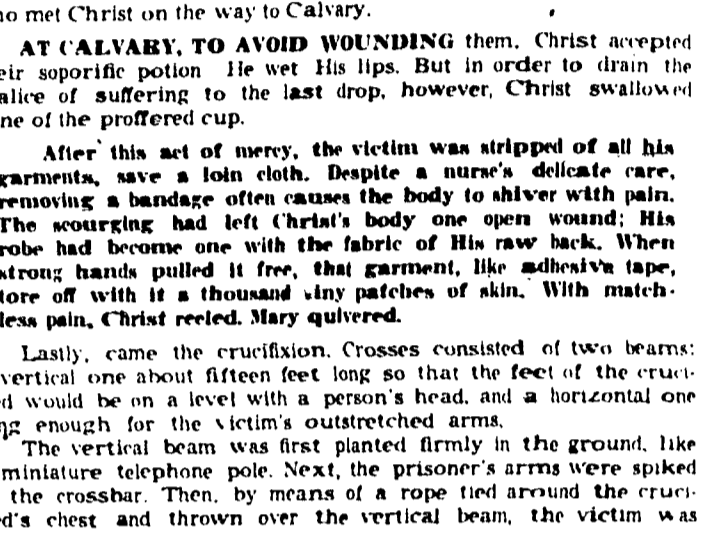 ho met Christ on the way to Calvary.
AT CALVARY, TO AVOID WOUNDING them, Christ accepted
eir soporific potion He wet His lips. But in order to drain the
alice of suffering to the last drop, however, Christ swallowed
ne of the proffered cup.
After this act of mercy, the victim was stripped of all his
garments, save a loin cloth. Despite a nurse's delicate care,
removing a bandage often causes the body to shiver with pain.
The scourging had left Christ's body one open wound; His
robe had become one with the fabric of His raw back. When
strong hands pulled it free, that garment, like adhesive tape,
tore off with it a thousand tiny patches of skin. With match-
less pain, Christ reeled. Mary quivered.
Lastly, came the crucifixion. Crosses consisted of two beams:
vertical one about fifteen feet long so that the feet of the cruci-
d would be on a level with a person's head, and a horizontal one
ng enough for the victim's outstretched arms.
The vertical beam was first planted firmly in the ground, like
miniature telephone pole. Next, the prisoner's arms were spiked
the crossbar. Then, by means of a rope tied around the cruci-
d's chest and thrown over the vertical beam, the victim was